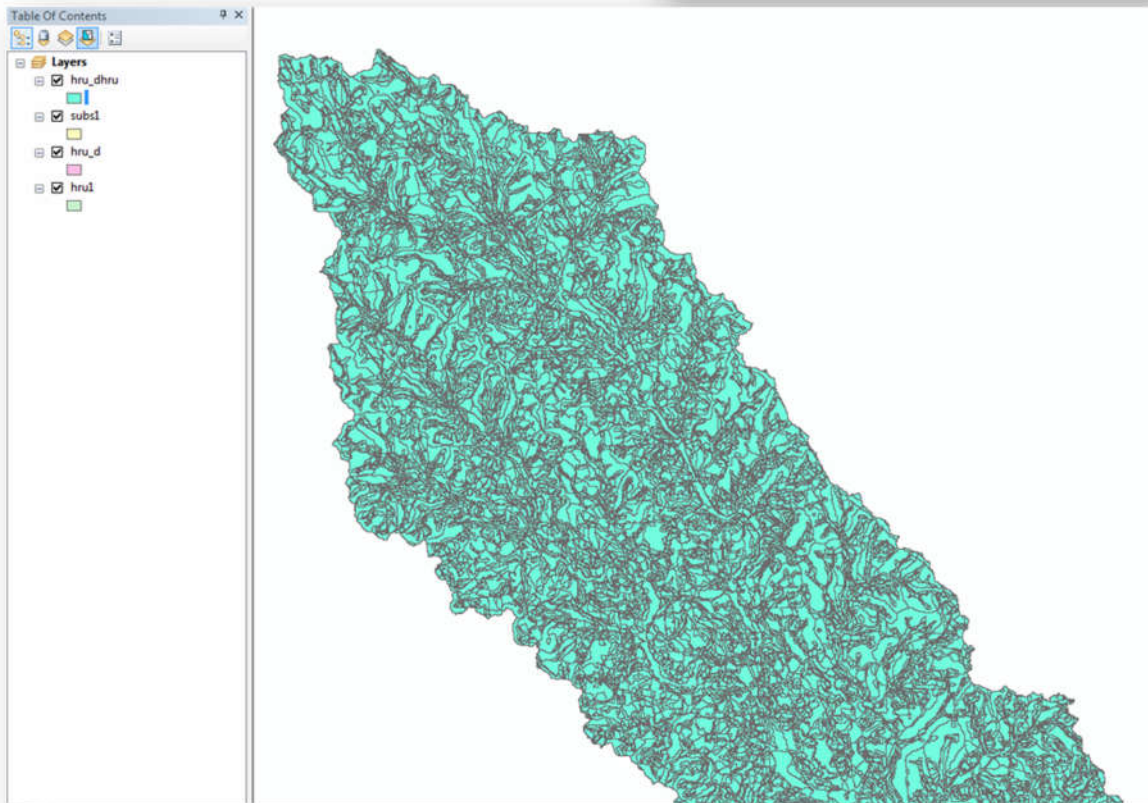 Table Of Contents
Layers
hru_dhru
subs1
hru_d
hru1